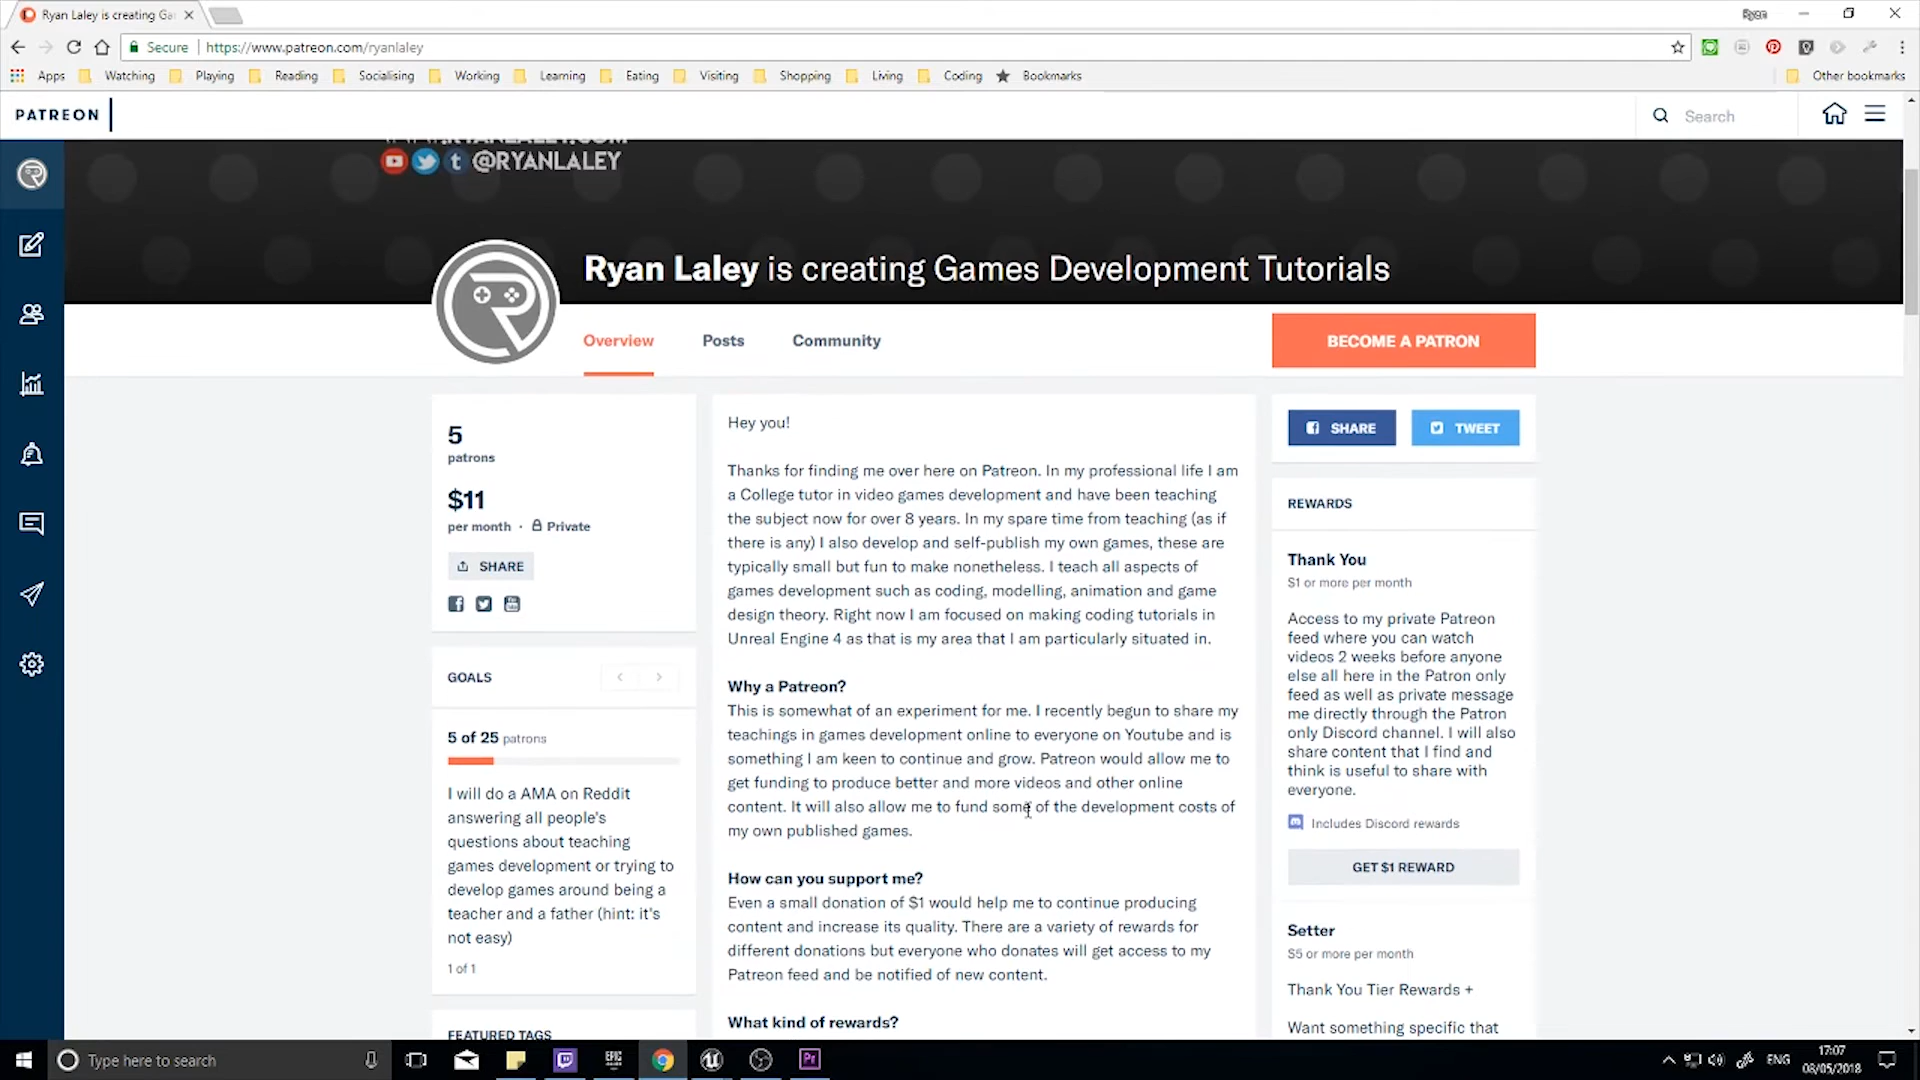 Ryan Laley is creating Ga
Ryan
Secure
https://www.patreon.com/ryanlaley
Apps
Watching
Playing
Reading
Socialising
Working
Learning
Eating
Visiting
Shopping
Living
Coding
Bookmarks
Other bookmarks
PATREON
Search
WWW.RYANLALEY.COM
@RYANLALEY
Ryan Laley is creating Games Development Tutorials
Overview
Posts
Community
BECOME A PATRON
5
patrons
$11
per month · Private
SHARE
GOALS
5 of 25 patrons
I will do a AMA on Reddit
answering all people's
questions about teaching
games development or trying to
develop games around being a
teacher and a father (hint: it's
not easy)
1 of 1
FEATURED TAGS
Hey you!
Thanks for finding me over here on Patreon. In my professional life I am
a College tutor in video games development and have been teaching
the subject now for over 8 years. In my spare time from teaching (as if
there is any) I also develop and self-publish my own games, these are
typically small but fun to make nonetheless. I teach all aspects of
games development such as coding, modelling, animation and game
design theory. Right now I am focused on making coding tutorials in
Unreal Engine 4 as that is my area that I am particularly situated in.
Why a Patreon?
This is somewhat of an experiment for me. I recently begun to share my
teachings in games development online to everyone on Youtube and is
something I am keen to continue and grow. Patreon would allow me to
get funding to produce better and more videos and other online
content. It will also allow me to fund some of the development costs of
my own published games.
How can you support me?
Even a small donation of $1 would help me to continue producing
content and increase its quality. There are a variety of rewards for
different donations but everyone who donates will get access to my
Patreon feed and be notified of new content.
What kind of rewards?
SHARE
TWEET
REWARDS
Thank You
$1 or more per month
Access to my private Patreon
feed where you can watch
videos 2 weeks before anyone
else all here in the Patron only
feed as well as private message
me directly through the Patron
only Discord channel. I will also
share content that I find and
think is useful to share with
everyone.
Includes Discord rewards
GET $1 REWARD
Setter
$5 or more per month
Thank You Tier Rewards +
Want something specific that
Type here to search
EPIC
Pr
ENG
17:07
08/05/2018